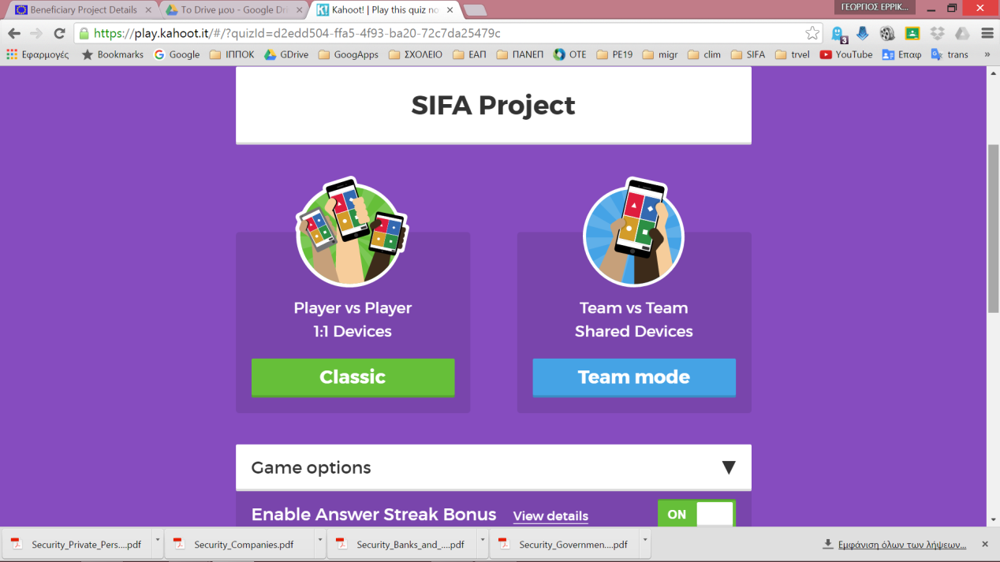 Beneficiary Project Details
Το Drive μου - Google Dri
Kahoot! | Play this quiz no
ΓΕΩΡΓΙΟΣ ΕΡΡΙΚ...
https://play.kahoot.it/#/?quizId=d2edd504-ffa5-4f93-ba20-72c7da25479c
3
Εφαρμογές Bookmarks Google ΙΠΠΟΚ GDrive GoogApps ΣΧΟΛΕΙΟ ΕΑΠ ΠΑΝΕΠ OTE PE19 migr clim SIFA trvel YouTube Επαφ trans »
SIFA Project
Player vs Player
1:1 Devices
Classic
Team vs Team
Shared Devices
Team mode
Game options
Enable Answer Streak Bonus View details ON
Security_Private_Pers....pdf Security_Companies.pdf Security_Banks_and_....pdf Security_Governmen....pdf Εμφάνιση όλων των λήψεων...